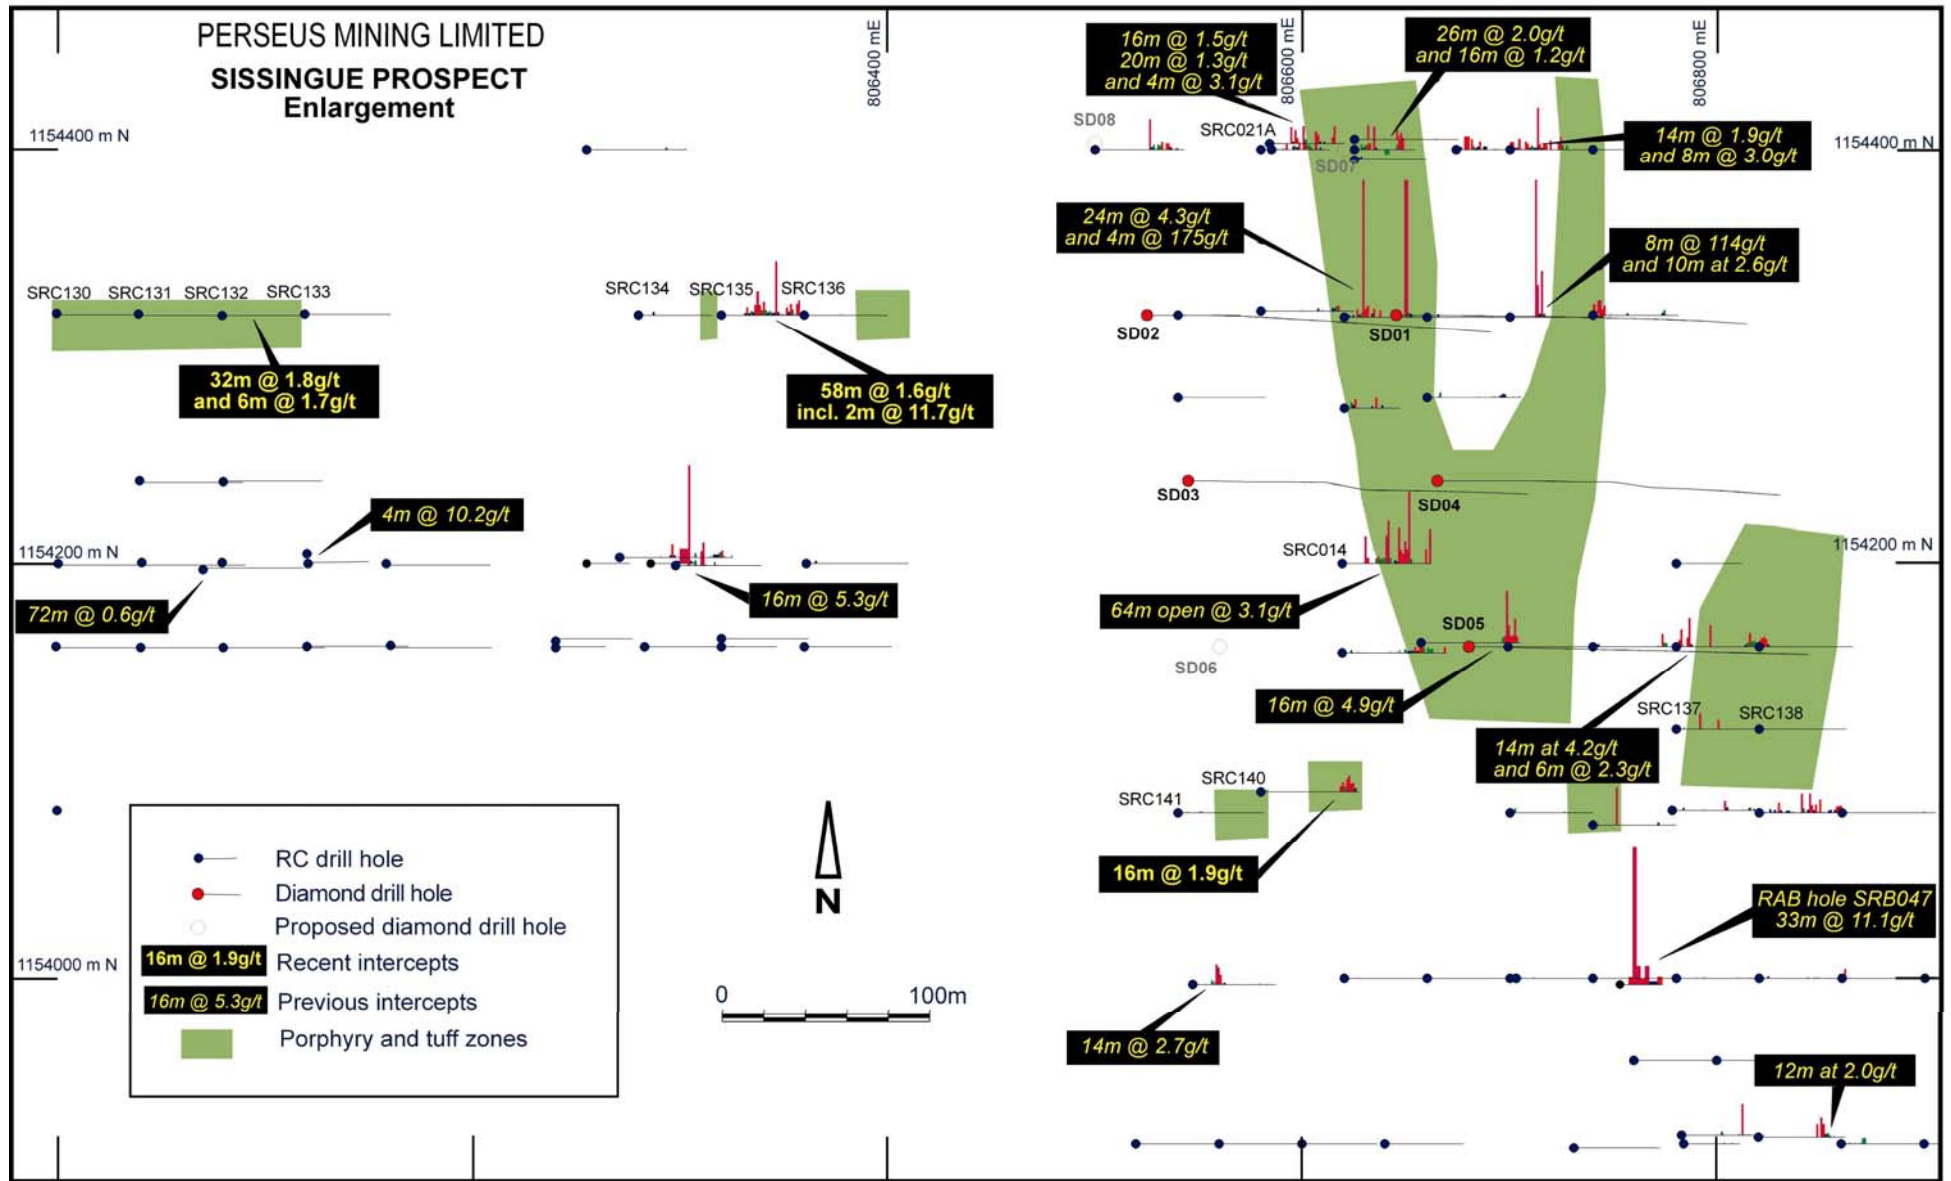 PERSEUS MINING LIMITED
SISSINGUE PROSPECT
Enlargement
806400 mE
806600 mE
806800 mE
1154400 m N
1154400 m N
16m @ 1.5g/t
20m @ 1.3g/t
and 4m @ 3.1g/t
26m @ 2.0g/t
and 16m @ 1.2g/t
SD08
SRC021A
SD07
14m @ 1.9g/t
and 8m @ 3.0g/t
24m @ 4.3g/t
and 4m @ 175g/t
8m @ 114g/t
and 10m at 2.6g/t
SRC130
SRC131
SRC132
SRC133
SRC134
SRC135
SRC136
SD02
SD01
32m @ 1.8g/t
and 6m @ 1.7g/t
58m @ 1.6g/t
incl. 2m @ 11.7g/t
SD03
SD04
4m @ 10.2g/t
1154200 m N
SRC014
1154200 m N
72m @ 0.6g/t
16m @ 5.3g/t
64m open @ 3.1g/t
SD05
SD06
16m @ 4.9g/t
SRC137
SRC138
14m at 4.2g/t
and 6m @ 2.3g/t
SRC140
SRC141
16m @ 1.9g/t
RC drill hole
Diamond drill hole
Proposed diamond drill hole
16m @ 1.9g/t Recent intercepts
16m @ 5.3g/t Previous intercepts
Porphyry and tuff zones
N
0 100m
RAB hole SRB047
33m @ 11.1g/t
1154000 m N
14m @ 2.7g/t
12m at 2.0g/t